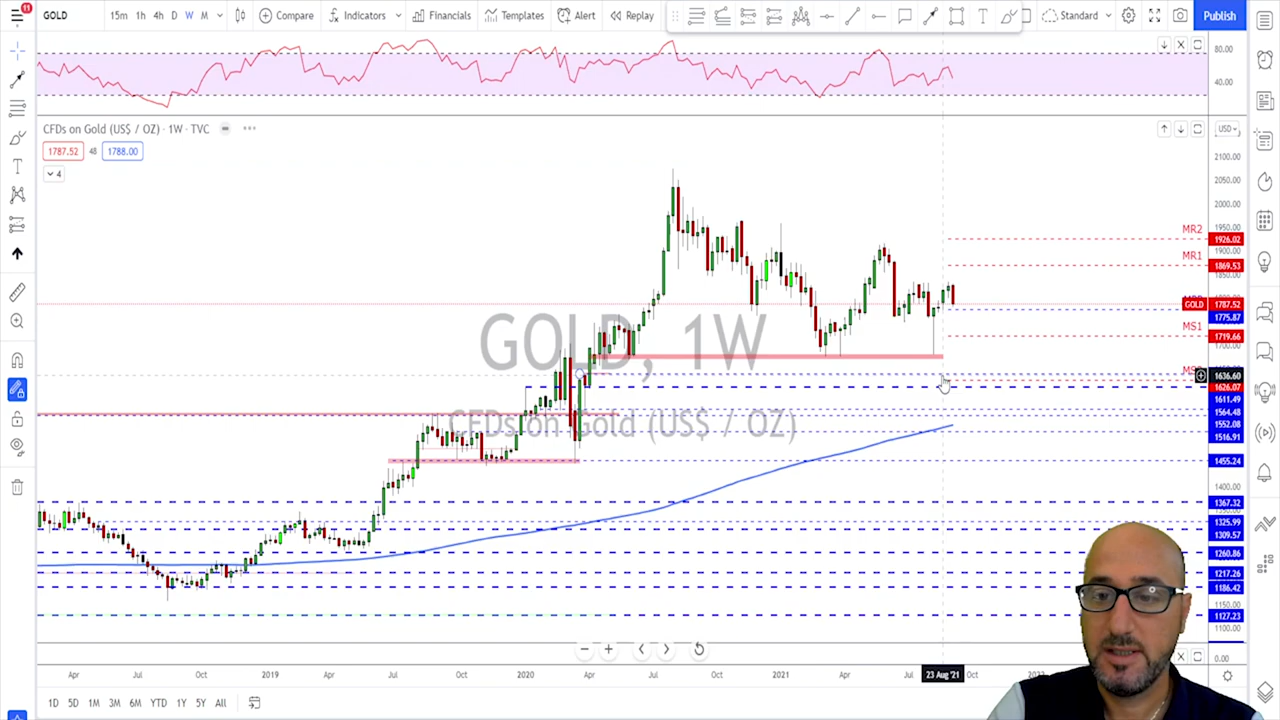 11
GOLD
15m 1h 4h D W M
Compare
Indicators
Financials
Templates
Alert
Replay
Standard
Publish
80.00
40.00
CFDs on Gold (US$ / OZ) · 1W · TVC
USD
1787.52 48 1788.00
4
2100.00
2050.00
2000.00
1950.00
MR2 1926.02
1900.00
MR1 1869.53
GOLD 1787.52
1775.87
MS1 1719.66
1700.00
GOLD, 1W
CFDs on Gold (US$ / OZ)
1636.60
1626.07
1611.49
1564.48
1552.08
1516.91
1455.24
1400.00
1367.32
1325.99
1309.57
1260.86
1217.26
1186.42
1150.00
1127.23
1100.00
0.00
Apr Jul Oct 2019 Apr Jul Oct 2020 Apr Jul Oct 2021 Apr Jul 23 Aug '21 Oct
1D 5D 1M 3M 6M YTD 1Y 5Y All